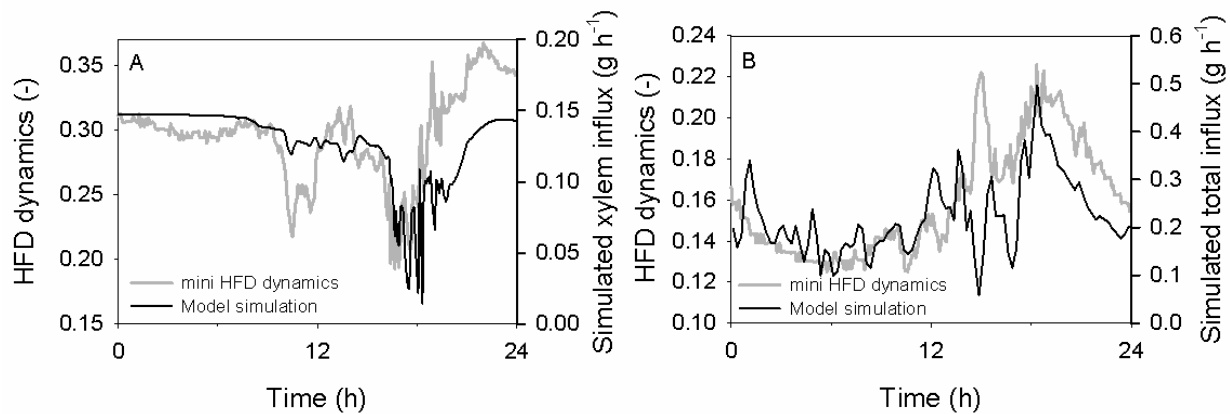 A
HFD dynamics (-)
0.35
0.30
0.25
0.20
0.15
0.20
0.15
0.10
0.05
0.00
Simulated xylem influx (g h⁻¹)
mini HFD dynamics
Model simulation
0
12
24
Time (h)
B
HFD dynamics (-)
0.24
0.22
0.20
0.18
0.16
0.14
0.12
0.10
0.6
0.5
0.4
0.3
0.2
0.1
0.0
Simulated total influx (g h⁻¹)
mini HFD dynamics
Model simulation
0
12
24
Time (h)